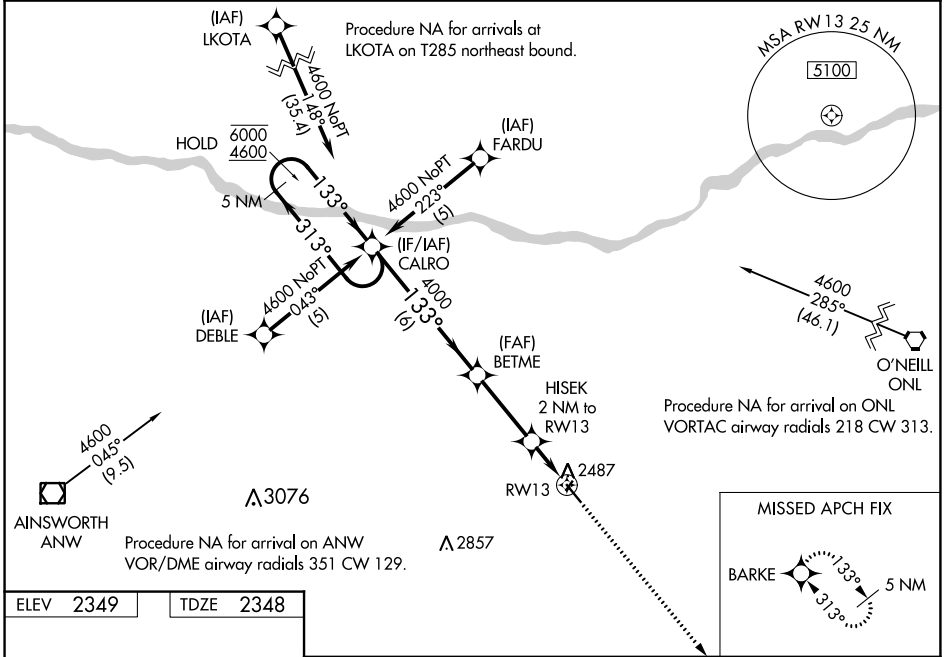 (IAF)
LKOTA
Procedure NA for arrivals at
LKOTA on T285 northeast bound.
MSA RW13 25 NM
5100
4600 NoPT
148°
(35.4)
HOLD
6000
4600
5 NM
133°
313°
(IAF)
FARDU
4600 NoPT
223°
(5)
(IF/IAF)
CALRO
4600 NoPT
043°
(5)
(IAF)
DEBLE
4000
133°
(6)
(FAF)
BETME
HISEK
2 NM to
RW13
2487
RW13
4600
285°
(46.1)
O'NEILL
ONL
Procedure NA for arrival on ONL
VORTAC airway radials 218 CW 313.
4600
045°
(9.5)
AINSWORTH
ANW
3076
2857
Procedure NA for arrival on ANW
VOR/DME airway radials 351 CW 129.
MISSED APCH FIX
BARKE
133°
313°
5 NM
ELEV 2349
TDZE 2348